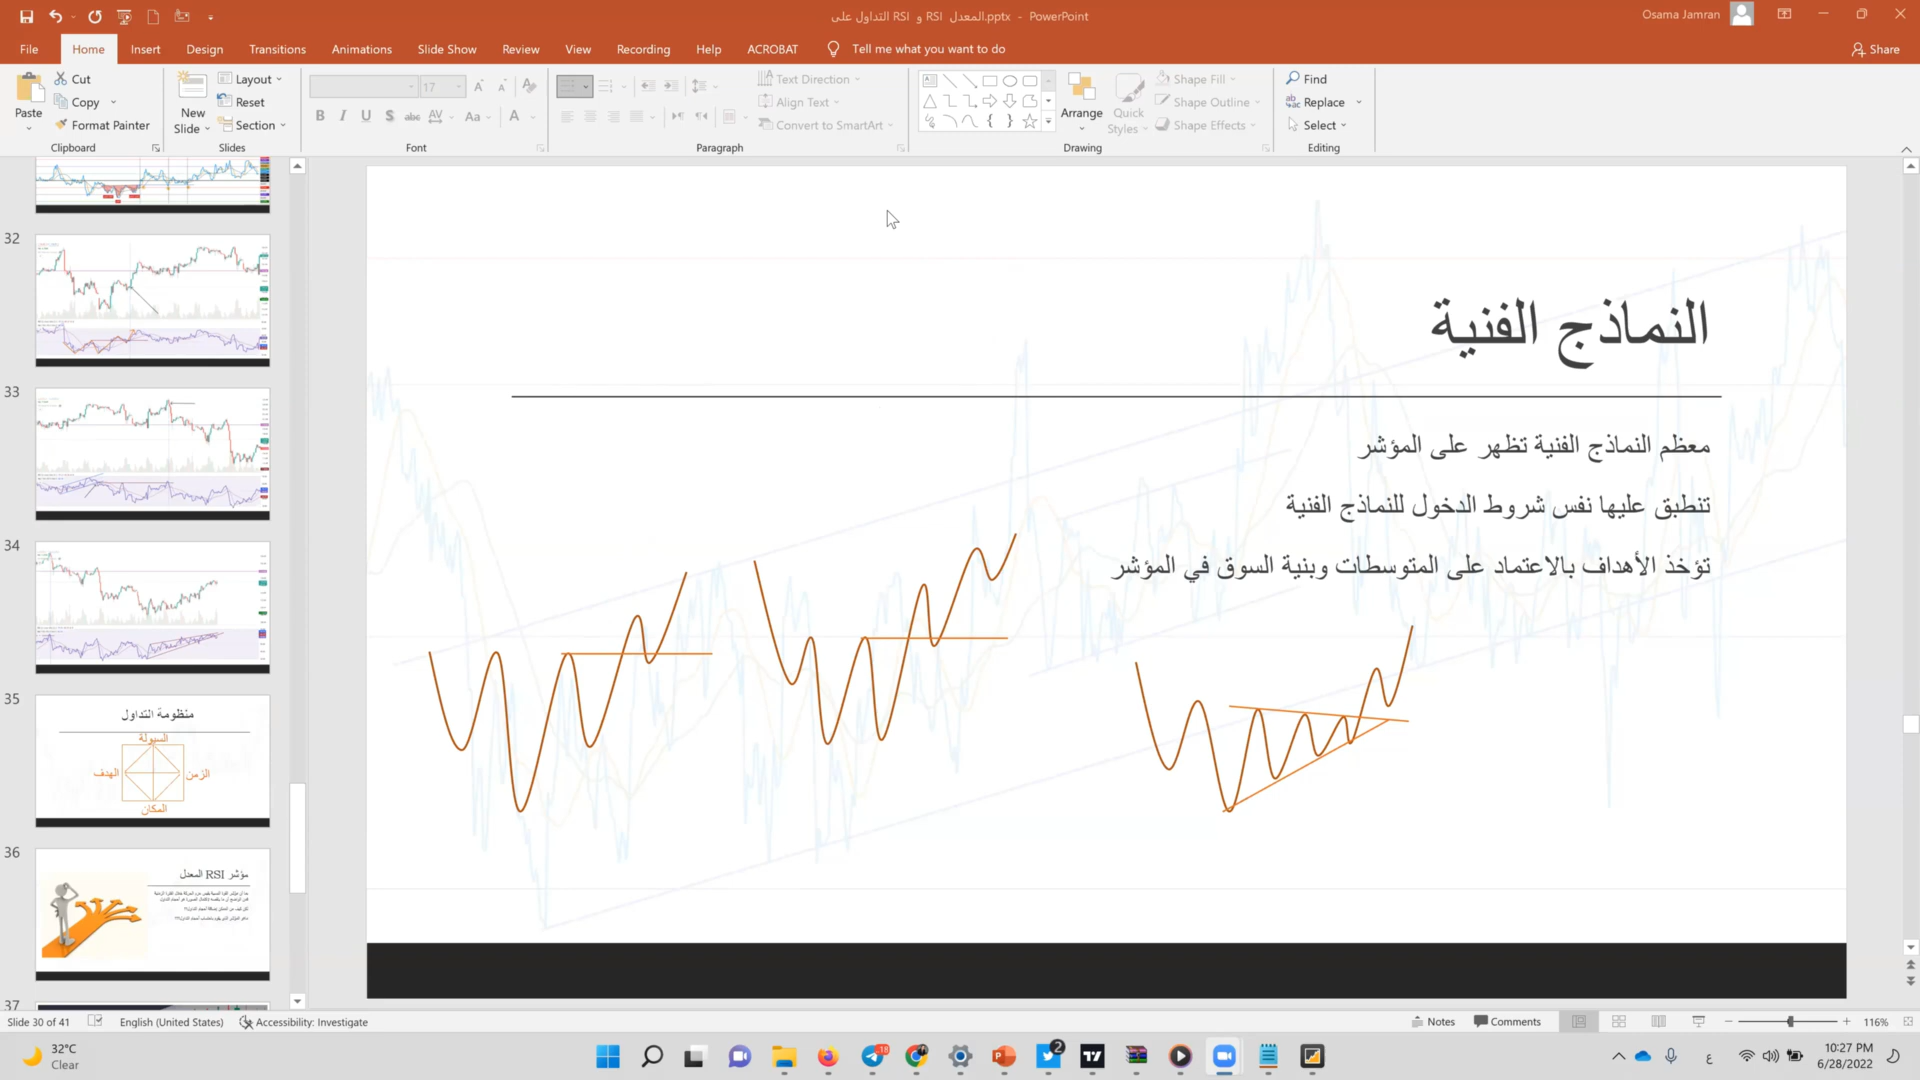 التداول على RSI و RSI المعدل.pptx - PowerPoint
Osama Jamran
File Home Insert Design Transitions Animations Slide Show Review View Recording Help ACROBAT Tell me what you want to do Share
Paste
Cut
Copy
Format Painter
Clipboard
New Slide
Layout
Reset
Section
Slides
17
Font
Text Direction
Align Text
Convert to SmartArt
Paragraph
Arrange
Quick Styles
Shape Fill
Shape Outline
Shape Effects
Drawing
Find
Replace
Select
Editing
32
33
34
35
منظومة التداول
السيولة
الهدف
الزمن
المكان
36
مؤشر RSI المعدل
37
النماذج الفنية
معظم النماذج الفنية تظهر على المؤشر
تنطبق عليها نفس شروط الدخول للنماذج الفنية
تؤخذ الأهداف بالاعتماد على المتوسطات وبنية السوق في المؤشر
Slide 30 of 41 English (United States) Accessibility: Investigate Notes Comments 116%
32°C
Clear
18
2
ع
10:27 PM
6/28/2022